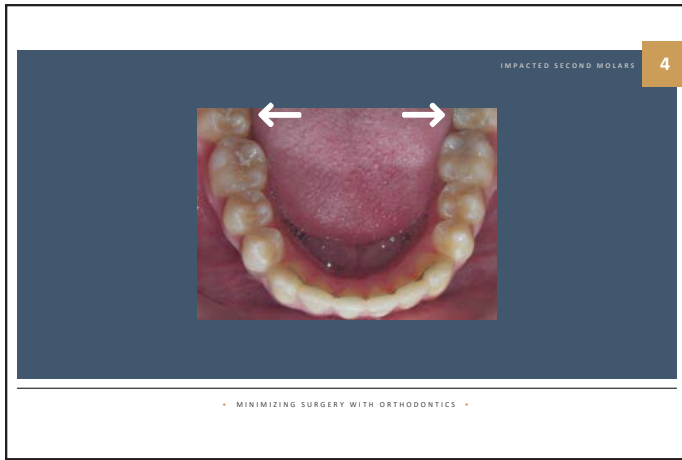 IMPACTED SECOND MOLARS
4
• MINIMIZING SURGERY WITH ORTHODONTICS •